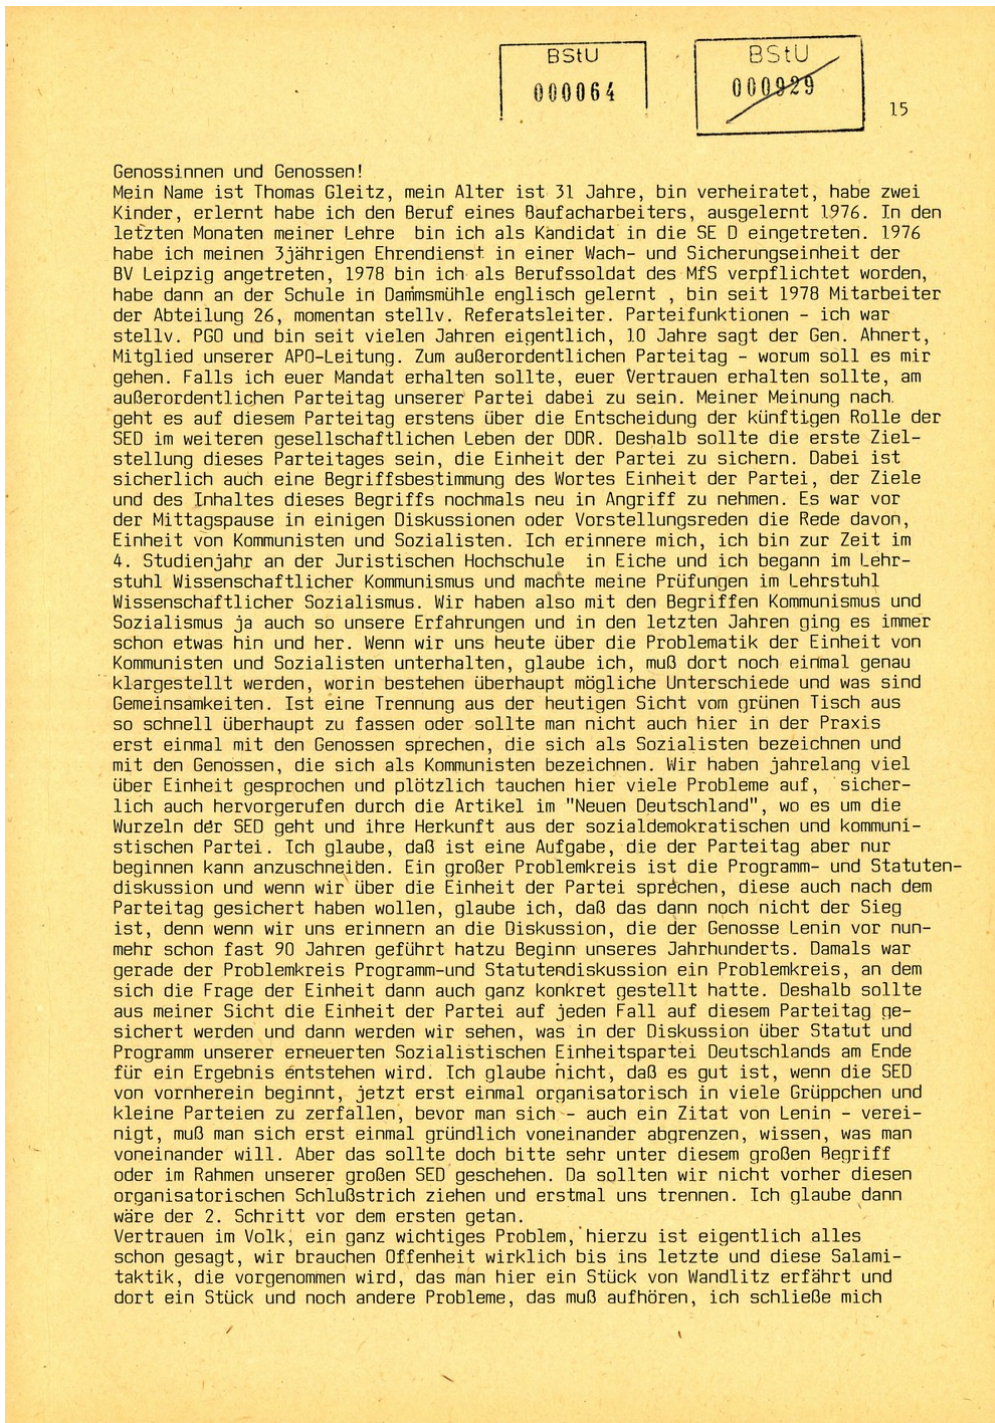 BStU
000064
BStU
000929
15
Genossinnen und Genossen!
Mein Name ist Thomas Gleitz, mein Alter ist 31 Jahre, bin verheiratet, habe zwei
Kinder, erlernt habe ich den Beruf eines Baufacharbeiters, ausgelernt 1976. In den
letzten Monaten meiner Lehre  bin ich als Kandidat in die SE D eingetreten. 1976
habe ich meinen 3jährigen Ehrendienst in einer Wach- und Sicherungseinheit der
BV Leipzig angetreten, 1978 bin ich als Berufssoldat des MfS verpflichtet worden,
habe dann an der Schule in Dammsmühle englisch gelernt , bin seit 1978 Mitarbeiter
der Abteilung 26, momentan stellv. Referatsleiter. Parteifunktionen - ich war
stellv. PGO und bin seit vielen Jahren eigentlich, 10 Jahre sagt der Gen. Ahnert,
Mitglied unserer APO-Leitung. Zum außerordentlichen Parteitag - worum soll es mir
gehen. Falls ich euer Mandat erhalten sollte, euer Vertrauen erhalten sollte, am
außerordentlichen Parteitag unserer Partei dabei zu sein. Meiner Meinung nach
geht es auf diesem Parteitag erstens über die Entscheidung der künftigen Rolle der
SED im weiteren gesellschaftlichen Leben der DDR. Deshalb sollte die erste Ziel-
stellung dieses Parteitages sein, die Einheit der Partei zu sichern. Dabei ist
sicherlich auch eine Begriffsbestimmung des Wortes Einheit der Partei, der Ziele
und des Inhaltes dieses Begriffs nochmals neu in Angriff zu nehmen. Es war vor
der Mittagspause in einigen Diskussionen oder Vorstellungsreden die Rede davon,
Einheit von Kommunisten und Sozialisten. Ich erinnere mich, ich bin zur Zeit im
4. Studienjahr an der Juristischen Hochschule  in Eiche und ich begann im Lehr-
stuhl Wissenschaftlicher Kommunismus und machte meine Prüfungen im Lehrstuhl
Wissenschaftlicher Sozialismus. Wir haben also mit den Begriffen Kommunismus und
Sozialismus ja auch so unsere Erfahrungen und in den letzten Jahren ging es immer
schon etwas hin und her. Wenn wir uns heute über die Problematik der Einheit von
Kommunisten und Sozialisten unterhalten, glaube ich, muß dort noch einmal genau
klargestellt werden, worin bestehen überhaupt mögliche Unterschiede und was sind
Gemeinsamkeiten. Ist eine Trennung aus der heutigen Sicht vom grünen Tisch aus
so schnell überhaupt zu fassen oder sollte man nicht auch hier in der Praxis
erst einmal mit den Genossen sprechen, die sich als Sozialisten bezeichnen und
mit den Genossen, die sich als Kommunisten bezeichnen. Wir haben jahrelang viel
über Einheit gesprochen und plötzlich tauchen hier viele Probleme auf, sicher-
lich auch hervorgerufen durch die Artikel im "Neuen Deutschland", wo es um die
Wurzeln der SED geht und ihre Herkunft aus der sozialdemokratischen und kommuni-
stischen Partei. Ich glaube, daß ist eine Aufgabe, die der Parteitag aber nur
beginnen kann anzuschneiden. Ein großer Problemkreis ist die Programm- und Statuten-
diskussion und wenn wir über die Einheit der Partei sprechen, diese auch nach dem
Parteitag gesichert haben wollen, glaube ich, daß das dann noch nicht der Sieg
ist, denn wenn wir uns erinnern an die Diskussion, die der Genosse Lenin vor nun-
mehr schon fast 90 Jahren geführt hatzu Beginn unseres Jahrhunderts. Damals war
gerade der Problemkreis Programm-und Statutendiskussion ein Problemkreis, an dem
sich die Frage der Einheit dann auch ganz konkret gestellt hatte. Deshalb sollte
aus meiner Sicht die Einheit der Partei auf jeden Fall auf diesem Parteitag ge-
sichert werden und dann werden wir sehen, was in der Diskussion über Statut und
Programm unserer erneuerten Sozialistischen Einheitspartei Deutschlands am Ende
für ein Ergebnis entstehen wird. Ich glaube nicht, daß es gut ist, wenn die SED
von vornherein beginnt, jetzt erst einmal organisatorisch in viele Grüppchen und
kleine Parteien zu zerfallen, bevor man sich - auch ein Zitat von Lenin - verei-
nigt, muß man sich erst einmal gründlich voneinander abgrenzen, wissen, was man
voneinander will. Aber das sollte doch bitte sehr unter diesem großen Begriff
oder im Rahmen unserer großen SED geschehen. Da sollten wir nicht vorher diesen
organisatorischen Schlußstrich ziehen und erstmal uns trennen. Ich glaube dann
wäre der 2. Schritt vor dem ersten getan.
Vertrauen im Volk, ein ganz wichtiges Problem, hierzu ist eigentlich alles
schon gesagt, wir brauchen Offenheit wirklich bis ins letzte und diese Salami-
taktik, die vorgenommen wird, das man hier ein Stück von Wandlitz erfährt und
dort ein Stück und noch andere Probleme, das muß aufhören, ich schließe mich